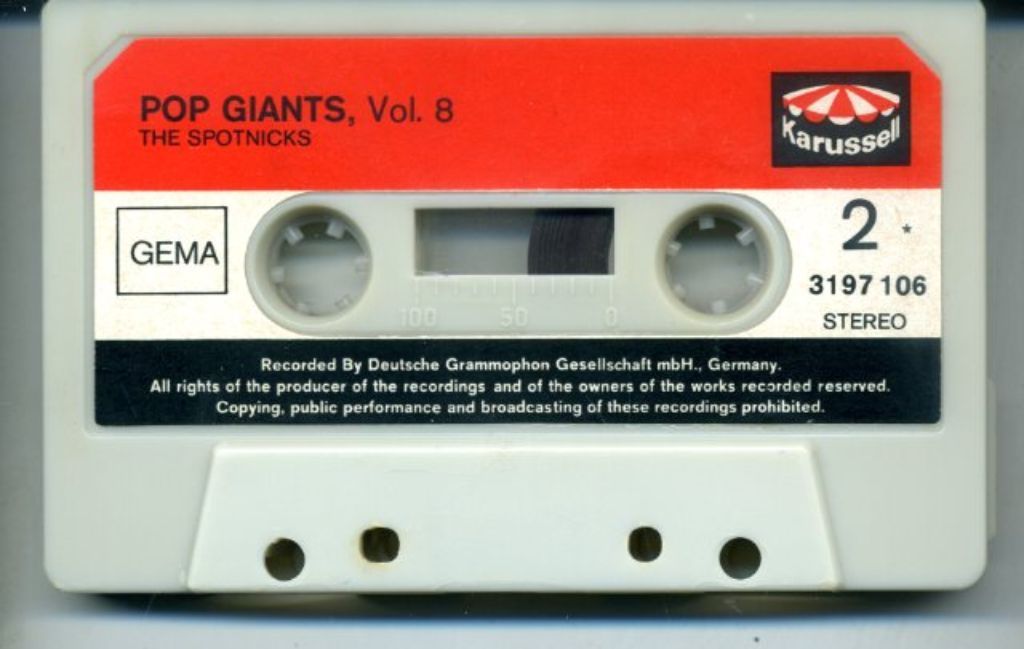 POP GIANTS, Vol. 8
THE SPOTNICKS
Karussell
GEMA
2 *
3197 106
STEREO
100 50 0
Recorded By Deutsche Grammophon Gesellschaft mbH., Germany.
All rights of the producer of the recordings and of the owners of the works recorded reserved.
Copying, public performance and broadcasting of these recordings prohibited.